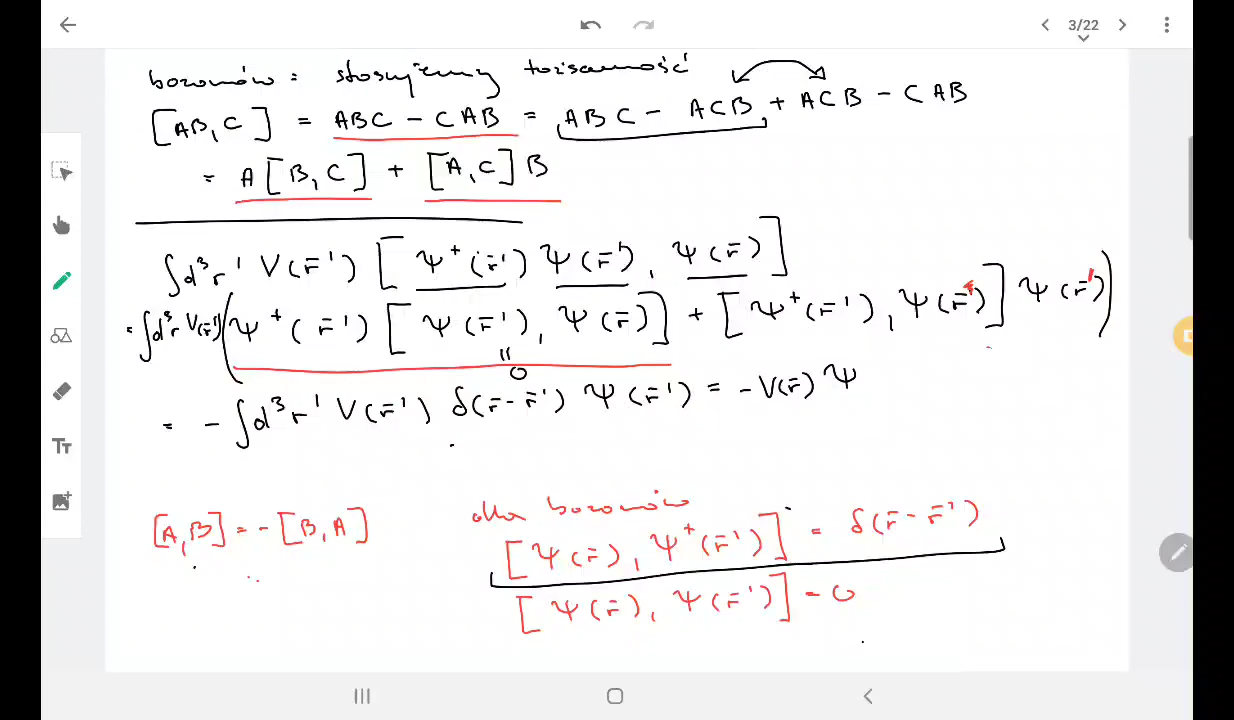 3/22
bozonów: stosujemy tożsamość
[AB, C] = ABC - CAB = ABC - ACB + ACB - CAB
= A[B, C] + [A, C]B
∫d³r' V(r̄') [Ψ⁺(r̄') Ψ(r̄'), Ψ(r̄)]
= ∫d³r V(r̄') (Ψ⁺(r̄') [Ψ(r̄'), Ψ(r̄)] + [Ψ⁺(r̄'), Ψ(r̄)] Ψ(r̄'))
"
0
= - ∫d³r' V(r̄') δ(r̄-r̄') Ψ(r̄') = -V(r̄) Ψ
dla bozonów
[A, B] = - [B, A]
[Ψ(r̄), Ψ⁺(r̄')] = δ(r̄-r̄')
[Ψ(r̄), Ψ(r̄')] = 0
Tт